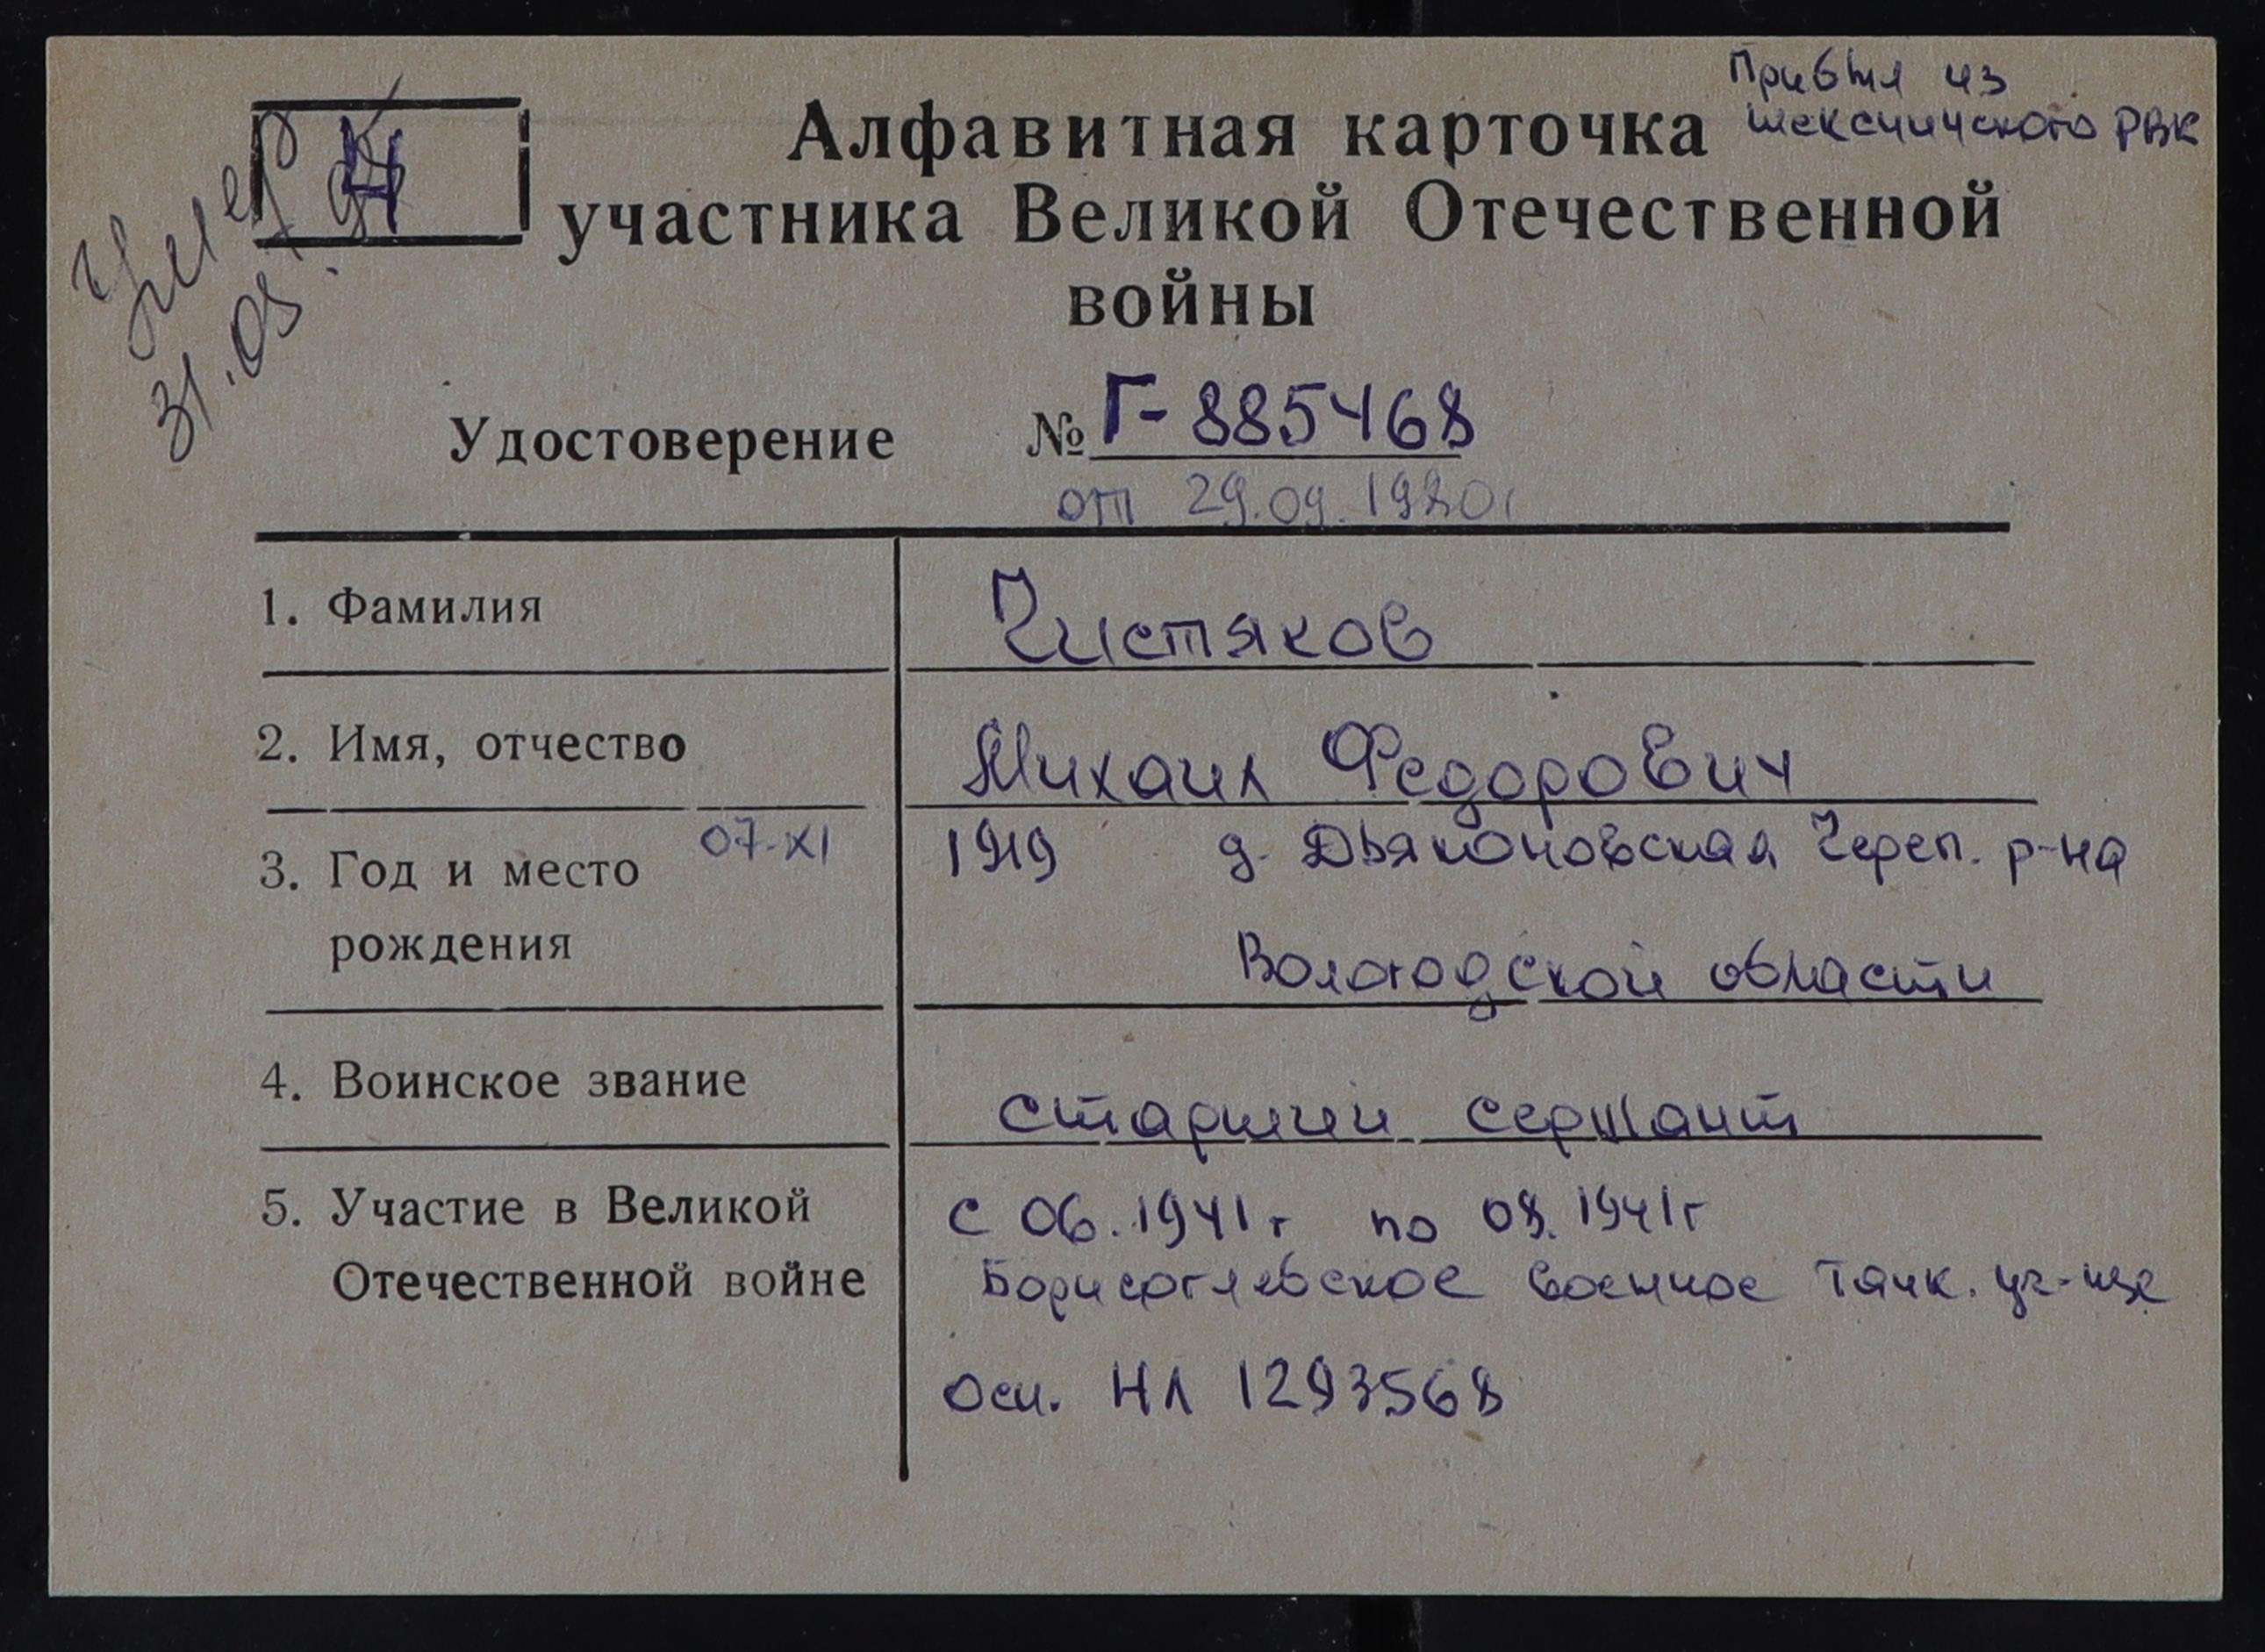 Прибыл из
Шекснинского РВК
Умер
31.05.
Алфавитная карточка
участника Великой Отечественной
войны
Удостоверение № Г-885468
от 29.09.1980г
1. Фамилия Чистяков
2. Имя, отчество Михаил Федорович
3. Год и место 07-XI 1919 д. Дьяконовская Череп. р-на
рождения Вологодской области
4. Воинское звание старший сержант
5. Участие в Великой с 06.1941г по 08.1941г
Отечественной войне Борисоглебское военное танк. уч-ще
Осн. НЛ 1293568